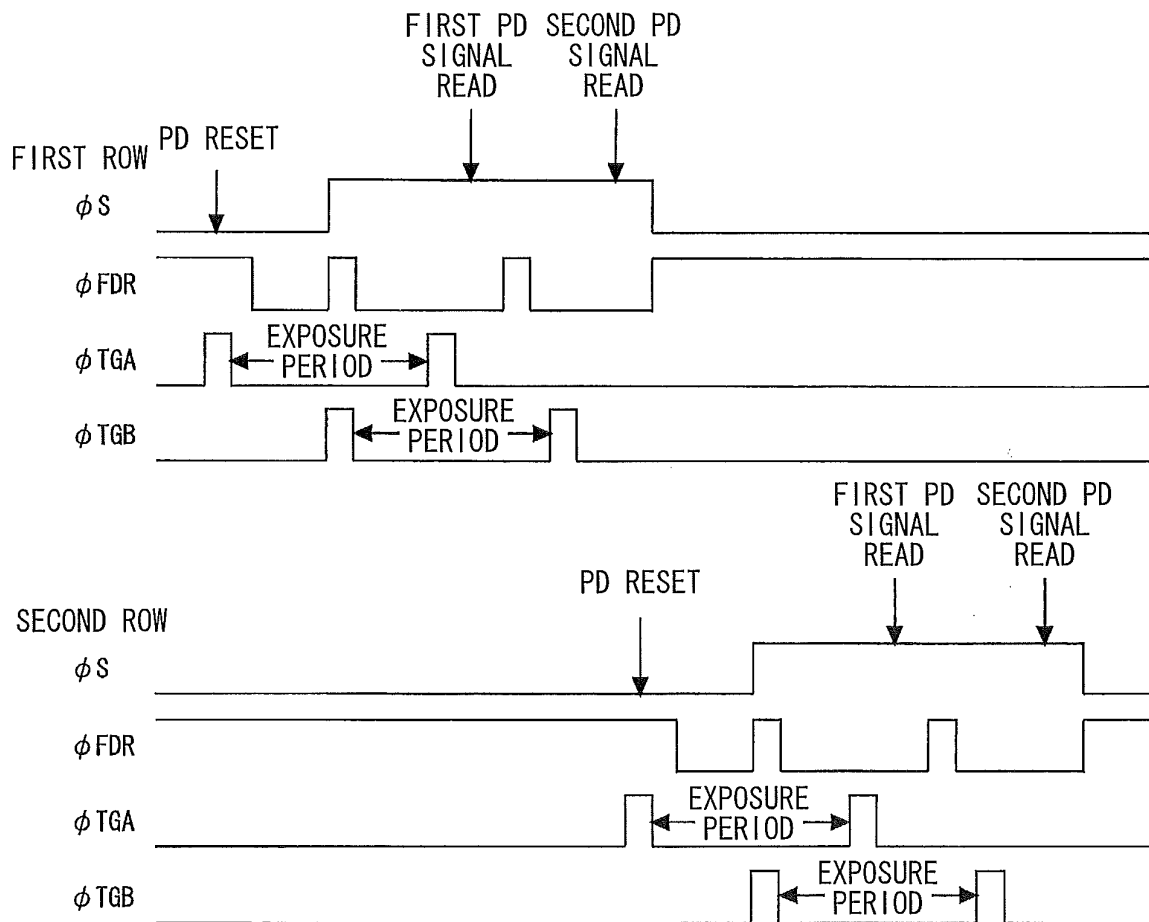 FIRST PD SECOND PD
SIGNAL SIGNAL
READ READ
PD RESET
FIRST ROW
φS
φFDR
φTGA
EXPOSURE
PERIOD
φTGB
EXPOSURE
PERIOD
FIRST PD SECOND PD
SIGNAL SIGNAL
READ READ
PD RESET
SECOND ROW
φS
φFDR
φTGA
EXPOSURE
PERIOD
φTGB
EXPOSURE
PERIOD